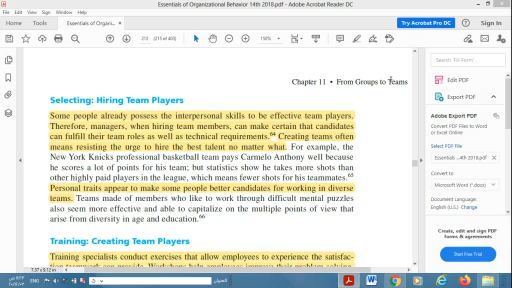 Essentials of Organizational Behavior 14th 2018.pdf - Adobe Acrobat Reader DC
File Edit View Sign Window Help
Home Tools Essentials of Organ... × Try Acrobat Pro DC Sign In
213 (215 of 405) 150%
Chapter 11 • From Groups to Teams
Selecting: Hiring Team Players
Some people already possess the interpersonal skills to be effective team players.
Therefore, managers, when hiring team members, can make certain that candidates
can fulfill their team roles as well as technical requirements.64 Creating teams often
means resisting the urge to hire the best talent no matter what. For example, the
New York Knicks professional basketball team pays Carmelo Anthony well because
he scores a lot of points for his team; but statistics show he takes more shots than
other highly paid players in the league, which means fewer shots for his teammates.65
Personal traits appear to make some people better candidates for working in diverse
teams. Teams made of members who like to work through difficult mental puzzles
also seem more effective and able to capitalize on the multiple points of view that
arise from diversity in age and education.66
Training: Creating Team Players
Training specialists conduct exercises that allow employees to experience the satisfac-
7.57 x 9.12 in
Search 'Fill Form'
Edit PDF
Export PDF
Adobe Export PDF
Convert PDF Files to Word
or Excel Online
Select PDF File
Essentials ...4th 2018.pdf ×
Convert to
Microsoft Word (*.docx)
Document Language:
English (U.S.) Change
Create, edit and sign PDF
forms & agreements
Start Free Trial